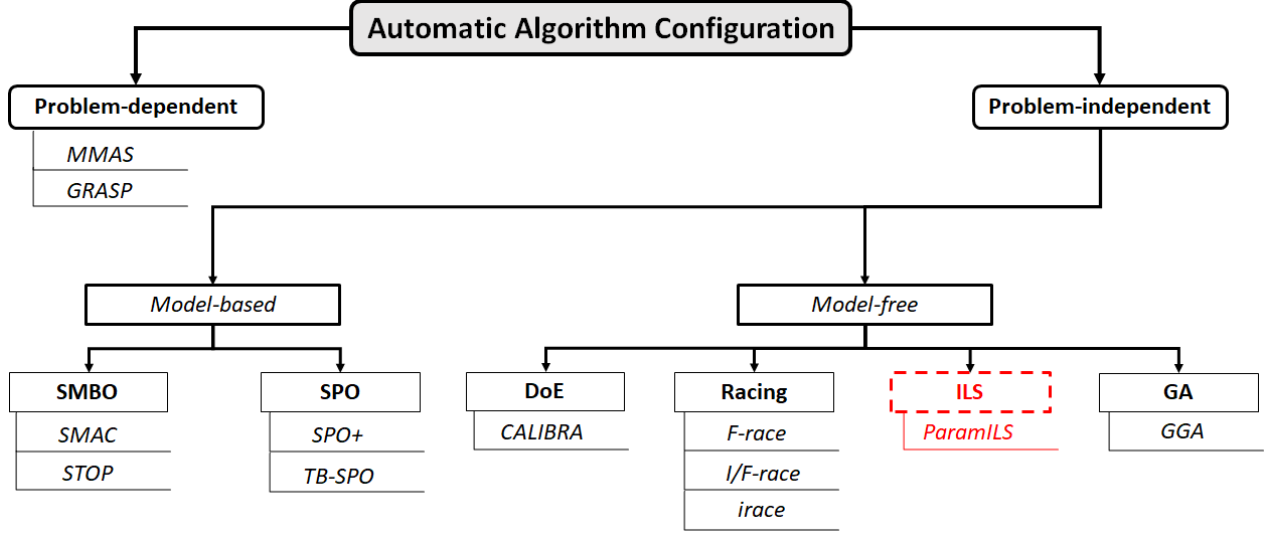 Automatic Algorithm Configuration
Problem-dependent
Problem-independent
MMAS
GRASP
Model-based
Model-free
SMBO
SPO
DoE
Racing
ILS
GA
SMAC
SPO+
CALIBRA
F-race
ParamILS
GGA
STOP
TB-SPO
I/F-race
irace